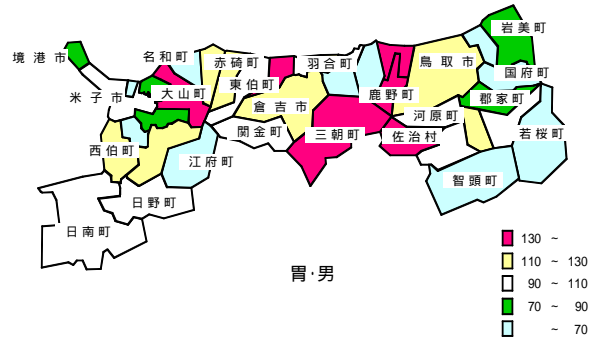 岩美町
境港市
名和町
赤碕町
羽合町
鳥取市
国府町
東伯町
米子市
大山町
鹿野町
郡家町
倉吉市
河原町
関金町
三朝町
佐治村
若桜町
西伯町
江府町
智頭町
日野町
日南町
胃・男
130 ~
110 ~ 130
90 ~ 110
70 ~ 90
~ 70